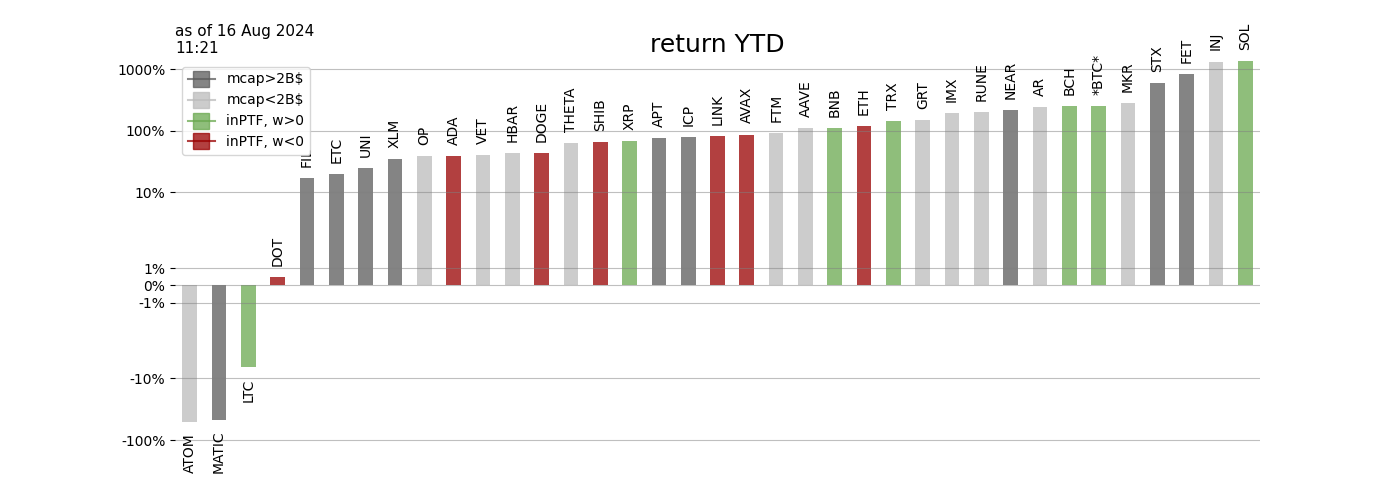 as of 16 Aug 2024
11:21
return YTD
mcap>2B$
mcap<2B$
inPTF, w>0
inPTF, w<0
1000%
100%
10%
1%
0%
-1%
-10%
-100%
ATOM
MATIC
LTC
DOT
ETC
UNI
XLM
OP
ADA
VET
HBAR
DOGE
THETA
SHIB
XRP
APT
ICP
LINK
AVAX
FTM
AAVE
BNB
ETH
TRX
GRT
IMX
RUNE
NEAR
AR
BCH
*BTC*
MKR
STX
FET
INJ
SOL